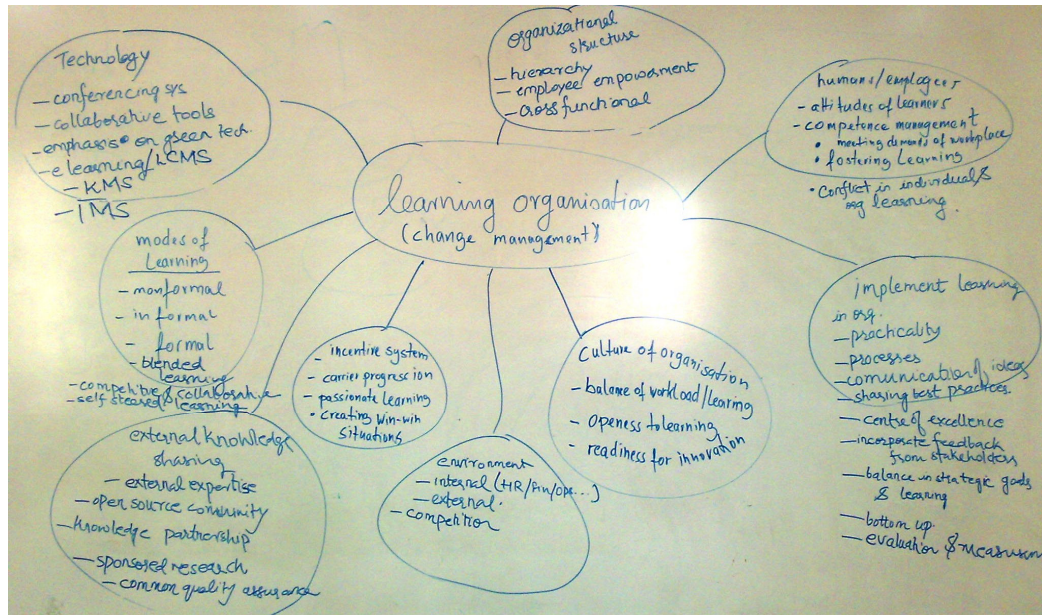 Technology
- conferencing sys
- collaborative tools
- emphasis on green tech.
- elearning/LCMS
- KMS
- IMS
organizational
structure
- hierarchy
- employee empowerment
- cross functional
humans/employees
- attitudes of learners
- competence management
• meeting demands of workplace
• fostering Learning
• Conflict in individual &
org learning.
learning organisation
(change management)
modes of
Learning
- nonformal
- informal
- formal
- blended
learning
- competitive & collaborative
- self steared learning
incentive system
- carrier progression
- passionate learning
• Creating win-win
situations
Culture of organisation
- balance of workload/learing
- Openess to learning
- readiness for innovation
implement learning
in org.
- practicality
- processes
- comunication of ideas
- sharing best practices.
- centre of excellence
- incorporate feedback
from stakeholders
- balance in strategic goals
& learning
- bottom up.
- evaluation &
external knowledge
sharing
- external expertise
- open source community
- knowledge partnership
- sponsored research
- common quality assurance
environment
- internal (HR/Fin/Ops...)
- external.
- competition